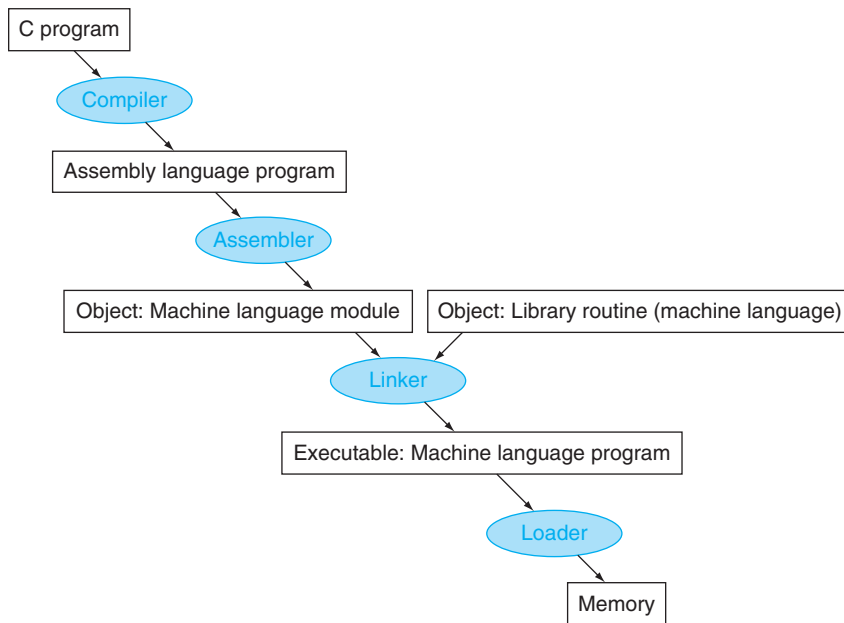 C program
Compiler
Assembly language program
Assembler
Object: Machine language module
Object: Library routine (machine language)
Linker
Executable: Machine language program
Loader
Memory